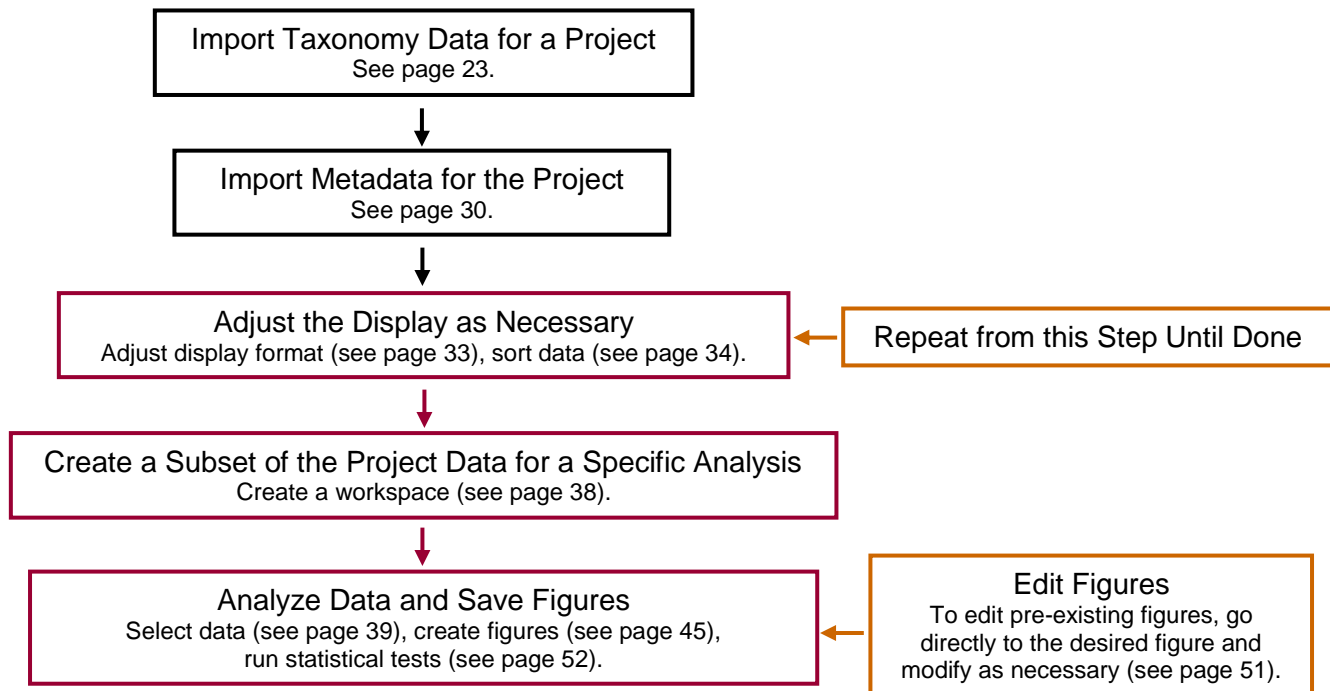 Import Taxonomy Data for a Project
See page 23.
Import Metadata for the Project
See page 30.
Adjust the Display as Necessary
Adjust display format (see page 33), sort data (see page 34).
Repeat from this Step Until Done
Create a Subset of the Project Data for a Specific Analysis
Create a workspace (see page 38).
Analyze Data and Save Figures
Select data (see page 39), create figures (see page 45),
run statistical tests (see page 52).
Edit Figures
To edit pre-existing figures, go
directly to the desired figure and
modify as necessary (see page 51).